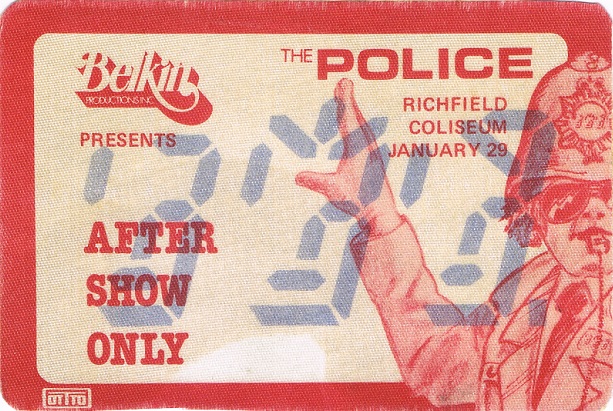 Belkin
PRODUCTIONS INC.
PRESENTS
THE POLICE
RICHFIELD
COLISEUM
JANUARY 29
AFTER
SHOW
ONLY
OTTO